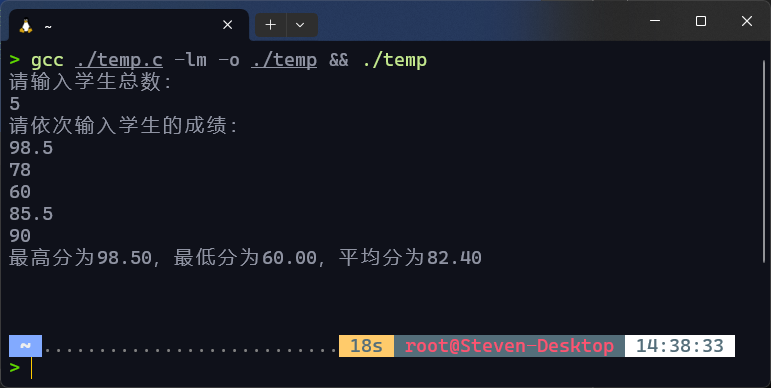 ~
> gcc ./temp.c -lm -o ./temp && ./temp
请输入学生总数：
5
请依次输入学生的成绩：
98.5
78
60
85.5
90
最高分为98.50，最低分为60.00，平均分为82.40
~ ........................... 18s root@Steven-Desktop 14:38:33
>